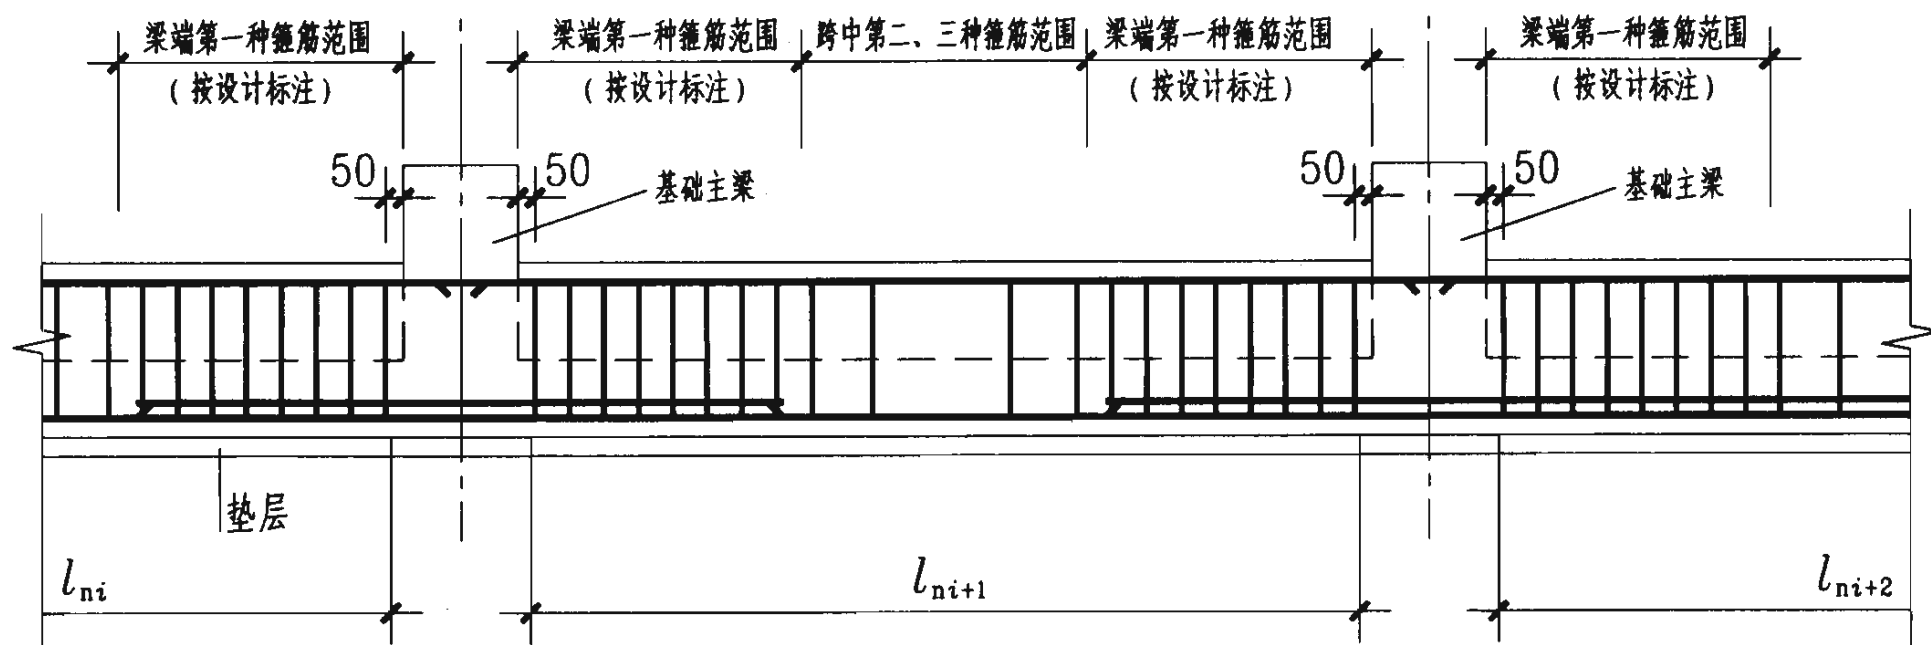 梁端第一种箍筋范围
(按设计标注)
梁端第一种箍筋范围
(按设计标注)
跨中第二、三种箍筋范围
梁端第一种箍筋范围
(按设计标注)
梁端第一种箍筋范围
(按设计标注)
50
50
基础主梁
50
50
基础主梁
垫层
lni
lni+1
lni+2